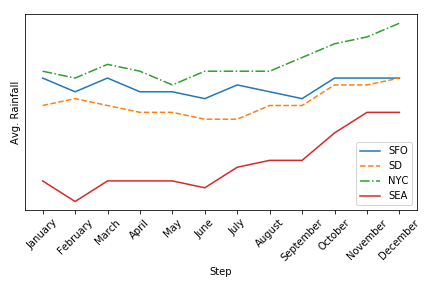 Avg. Rainfall
SFO
SD
NYC
SEA
January
February
March
April
May
June
July
August
September
October
November
December
Step